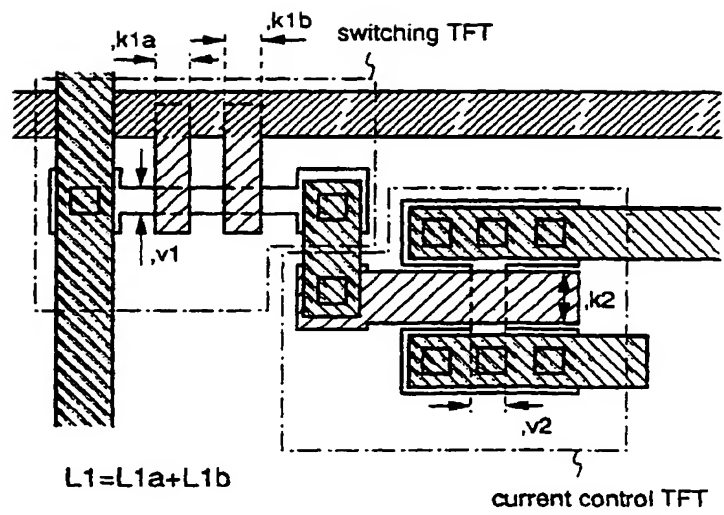 ,k1a
,k1b
switching TFT
,v1
,k2
,v2
L1=L1a+L1b
current control TFT